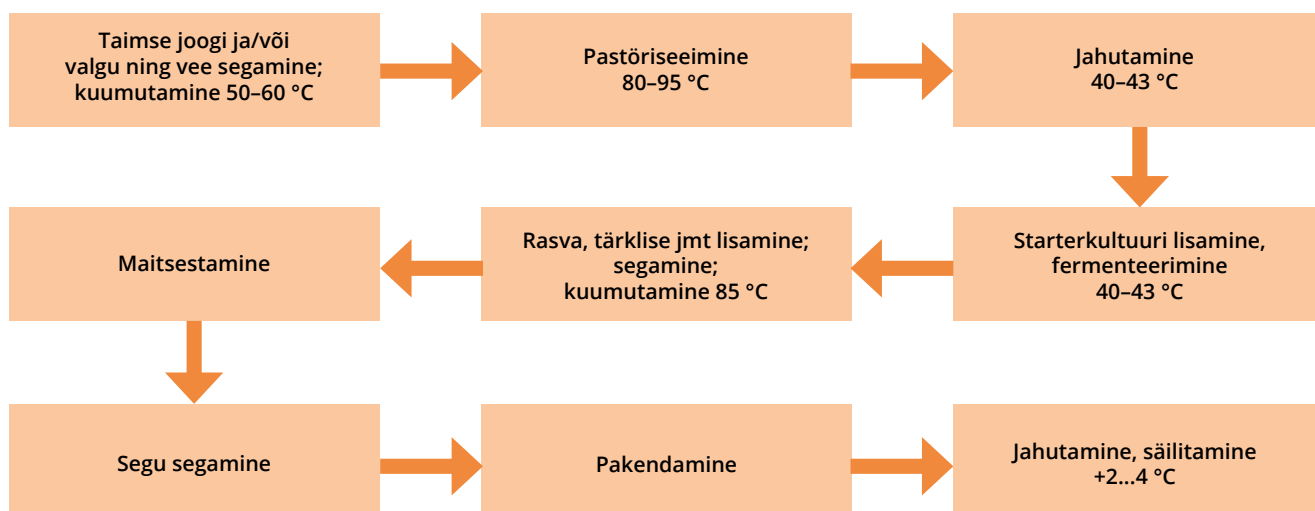 Taimse joogi ja/või
valgu ning vee segamine;
kuumutamine 50–60 °C
Pastöriseeimine
80–95 °C
Jahutamine
40–43 °C
Starterkultuuri lisamine,
fermenteerimine
40–43 °C
Rasva, tärklise jmt lisamine;
segamine;
kuumutamine 85 °C
Maitsestamine
Segu segamine
Pakendamine
Jahutamine, säilitamine
+2...4 °C